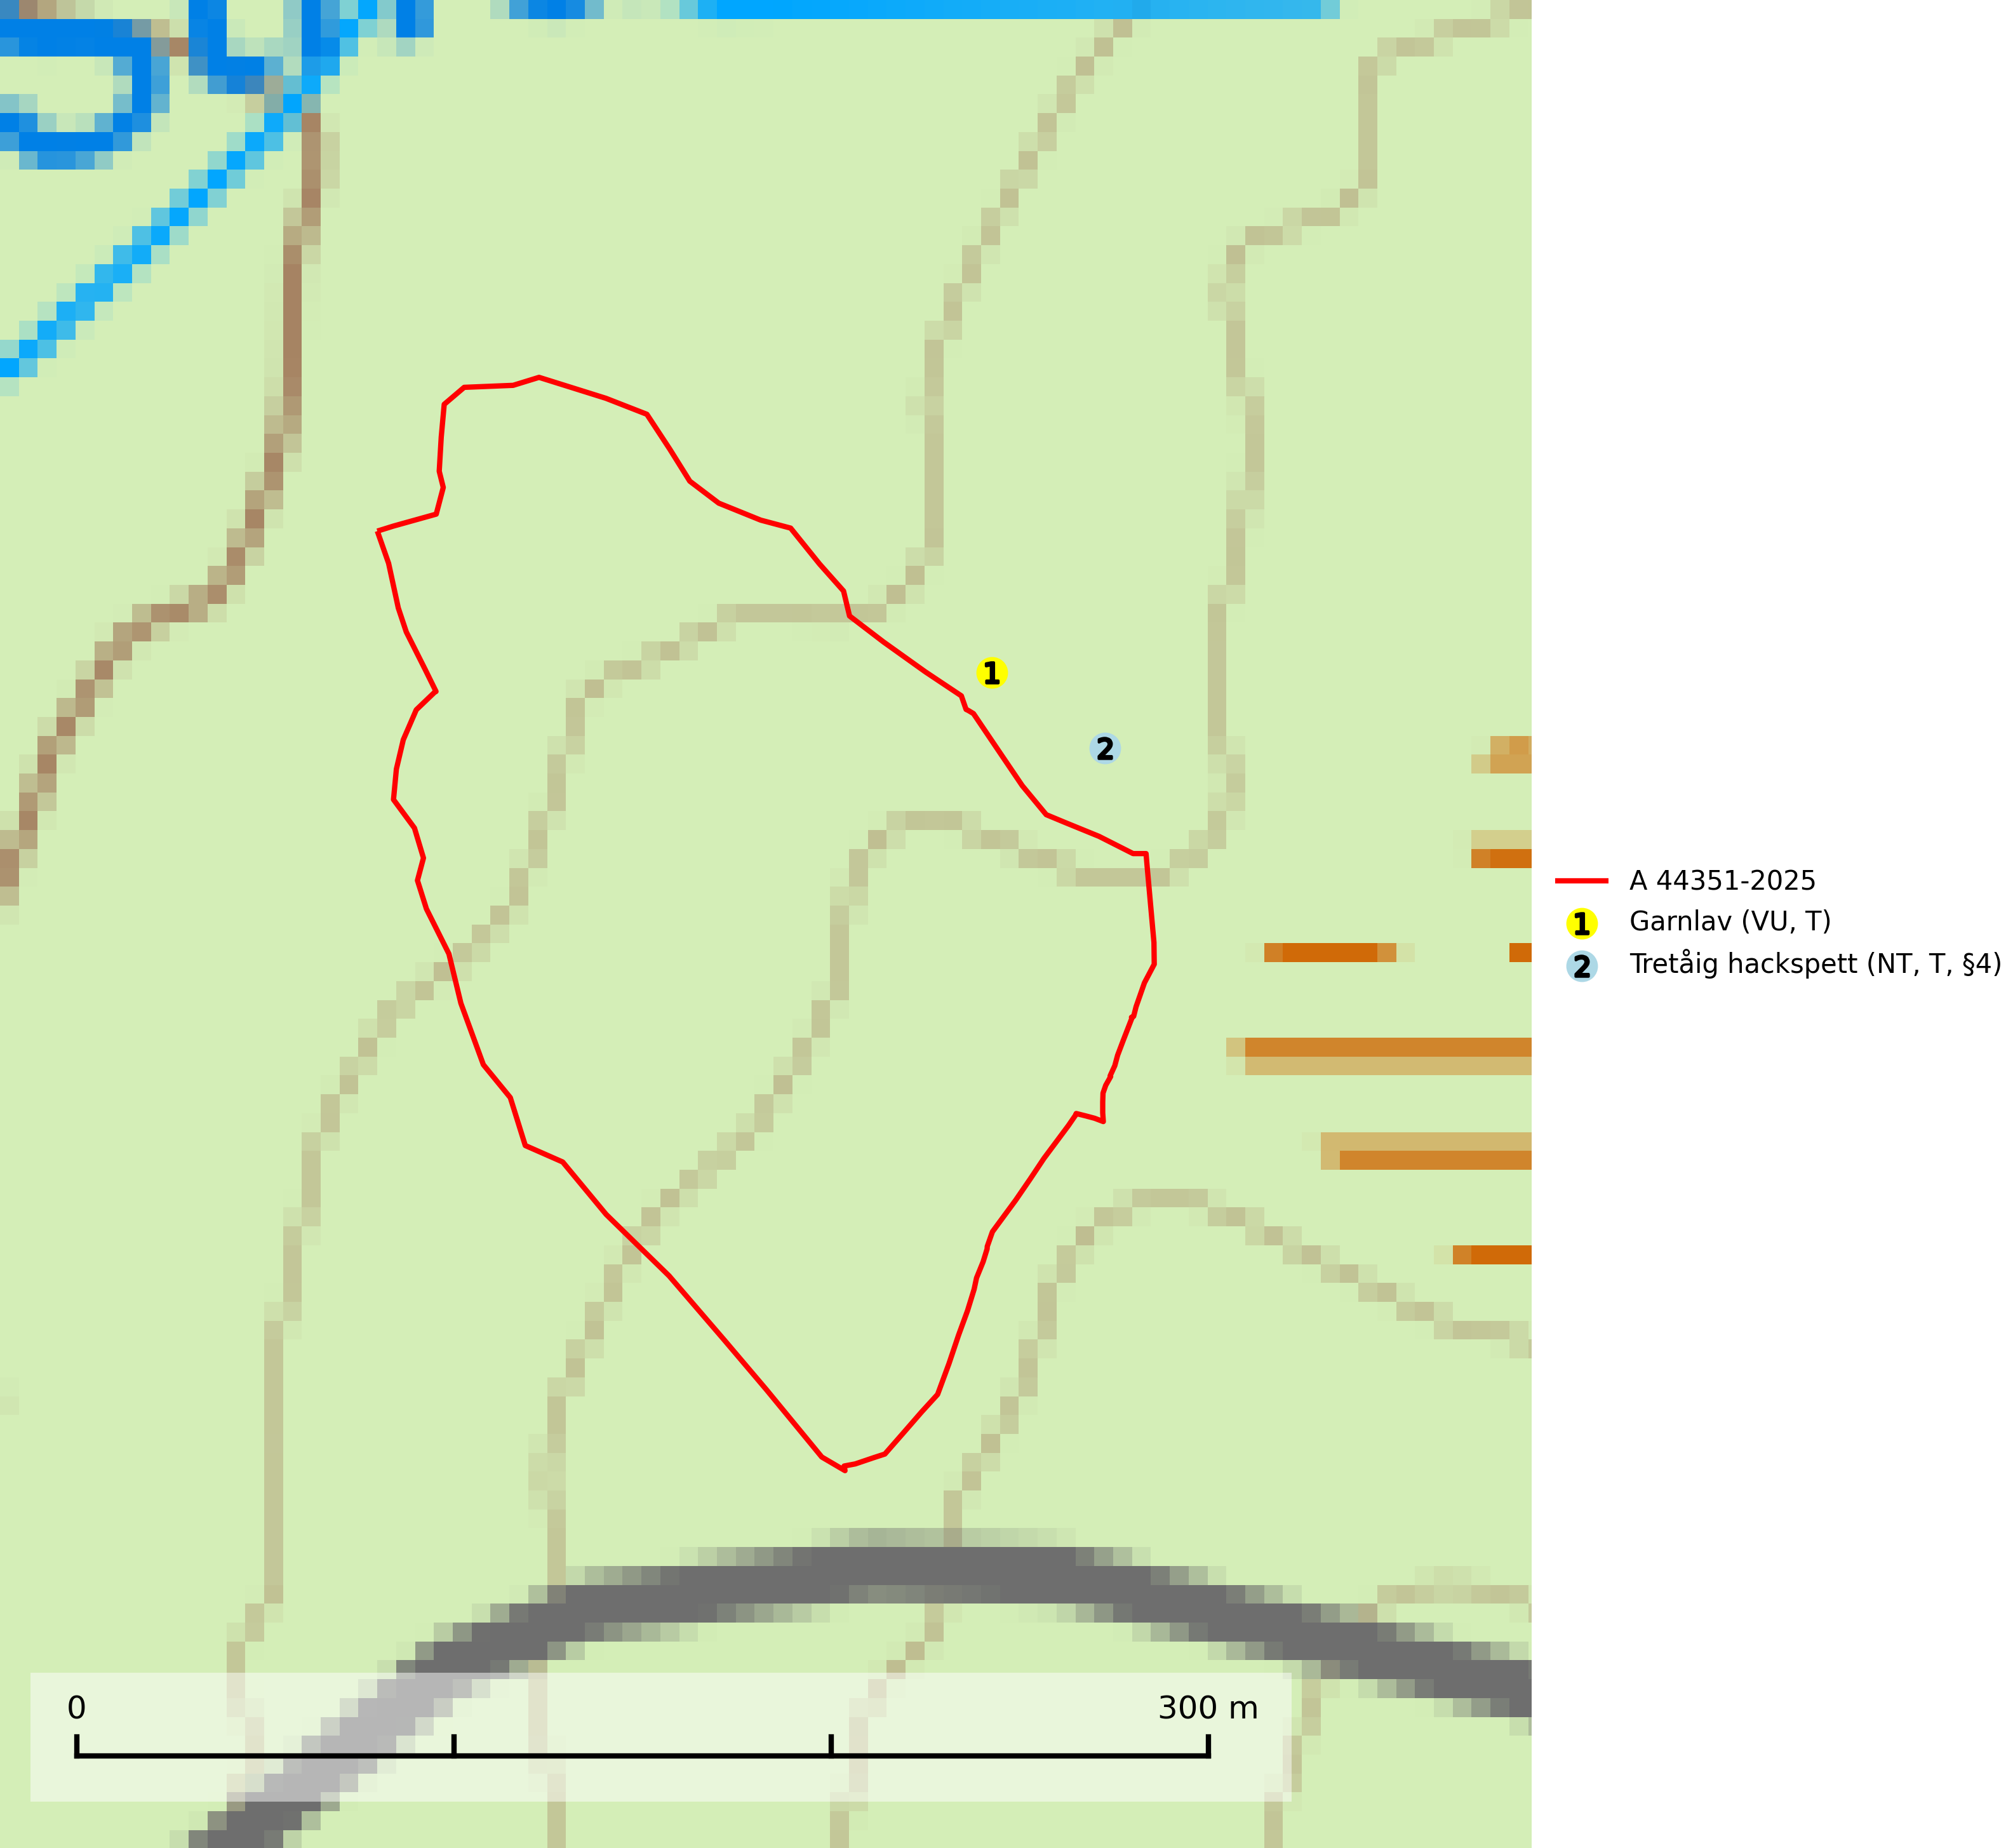 1
2
A 44351-2025
1 Garnlav (VU, T)
2 Tretåig hackspett (NT, T, §4)
0 300 m